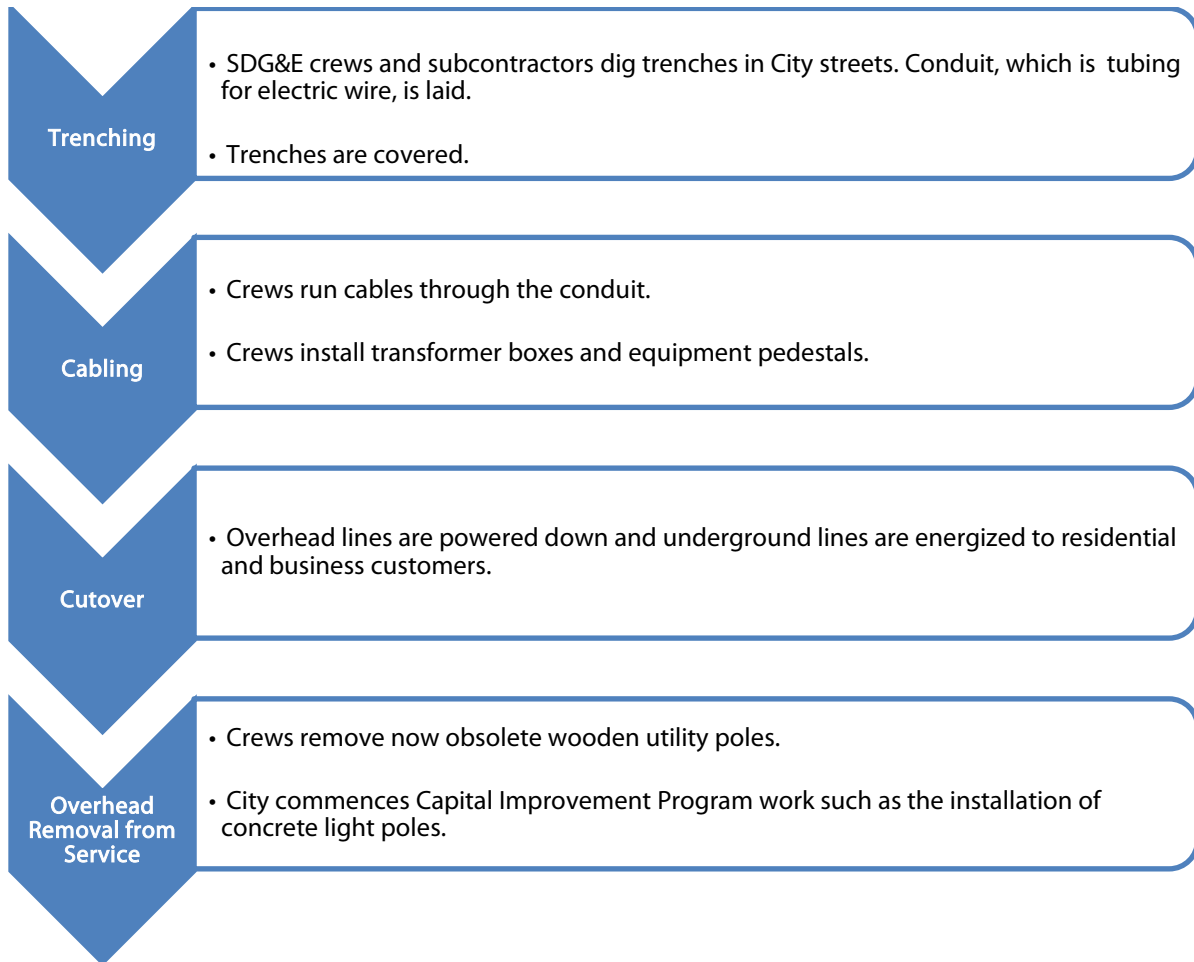 Trenching
• SDG&E crews and subcontractors dig trenches in City streets. Conduit, which is tubing
for electric wire, is laid.
• Trenches are covered.
Cabling
• Crews run cables through the conduit.
• Crews install transformer boxes and equipment pedestals.
Cutover
• Overhead lines are powered down and underground lines are energized to residential
and business customers.
Overhead
Removal from
Service
• Crews remove now obsolete wooden utility poles.
• City commences Capital Improvement Program work such as the installation of
concrete light poles.